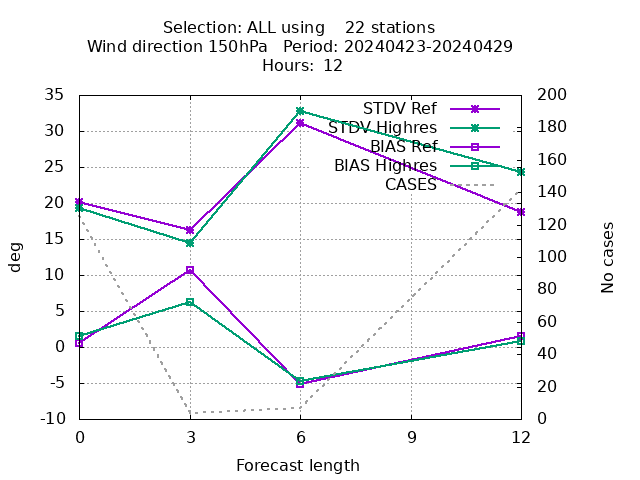 Selection: ALL using    22 stations
Wind direction 150hPa   Period: 20240423-20240429
Hours:  12
STDV Ref
STDV Highres
BIAS Ref
BIAS Highres
CASES
35
30
25
20
15
10
5
0
-5
-10
deg
200
180
160
140
120
100
80
60
40
20
0
No cases
0 3 6 9 12
Forecast length